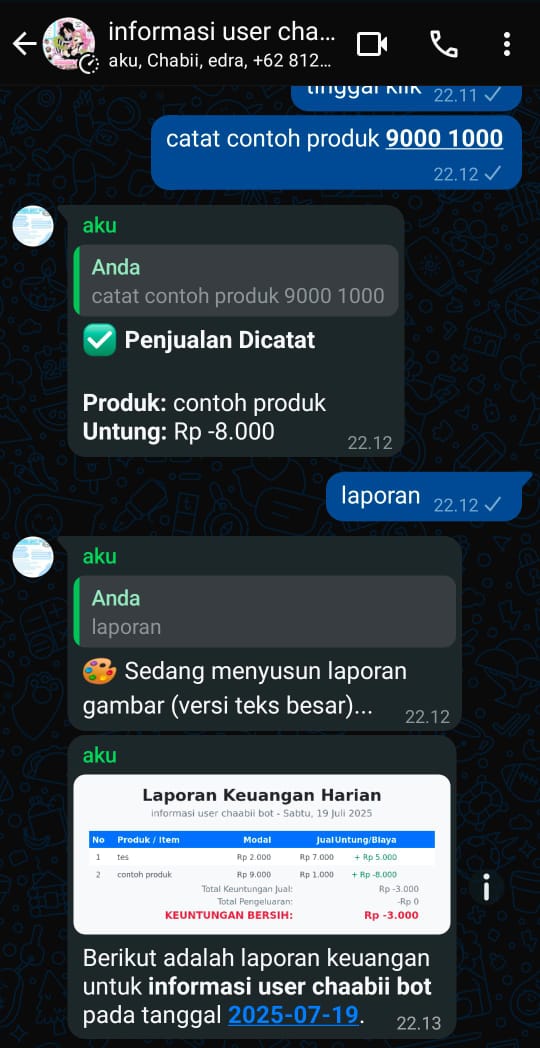 informasi user cha...
aku, Chabii, edra, +62 812...
tinggal klik 22.11
catat contoh produk 9000 1000
22.12
aku
Anda
catat contoh produk 9000 1000
Penjualan Dicatat
Produk: contoh produk
Untung: Rp -8.000
22.12
laporan 22.12
aku
Anda
laporan
Sedang menyusun laporan
gambar (versi teks besar)...
22.12
aku
Laporan Keuangan Harian
informasi user chaabii bot - Sabtu, 19 Juli 2025
No Produk / Item Modal Jual Untung/Biaya
1 tes Rp 2.000 Rp 7.000 + Rp 5.000
2 contoh produk Rp 9.000 Rp 1.000 + Rp -8.000
Total Keuntungan Jual: Rp -3.000
Total Pengeluaran: -Rp 0
KEUNTUNGAN BERSIH: Rp -3.000
Berikut adalah laporan keuangan
untuk informasi user chaabii bot
pada tanggal 2025-07-19.
22.13